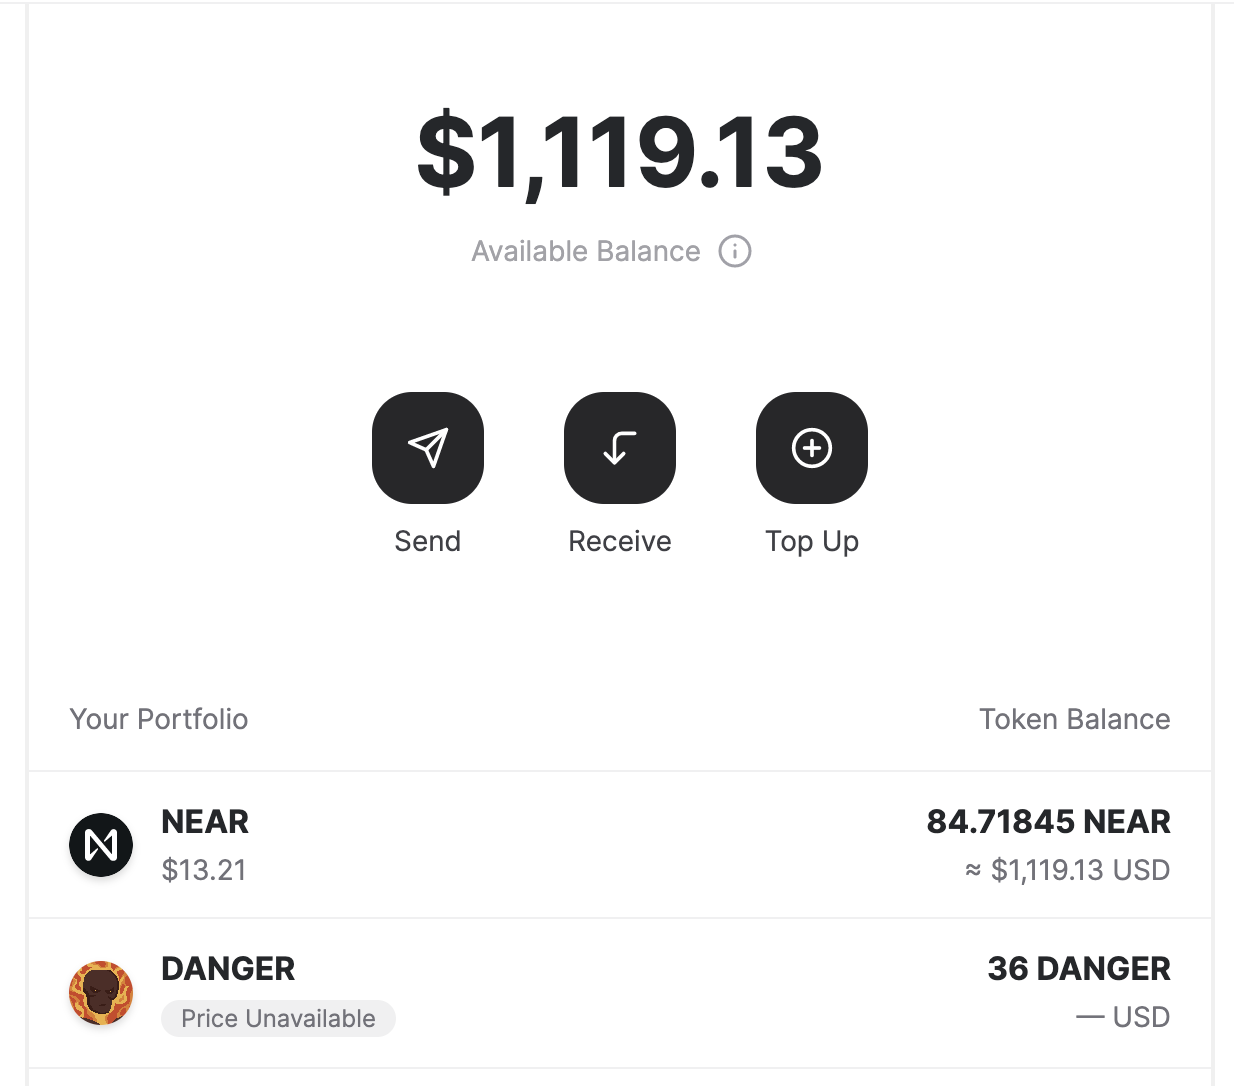 $1,119.13
Available Balance
Send
Receive
Top Up
Your Portfolio
Token Balance
NEAR
84.71845 NEAR
$13.21
≈ $1,119.13 USD
DANGER
36 DANGER
Price Unavailable
— USD